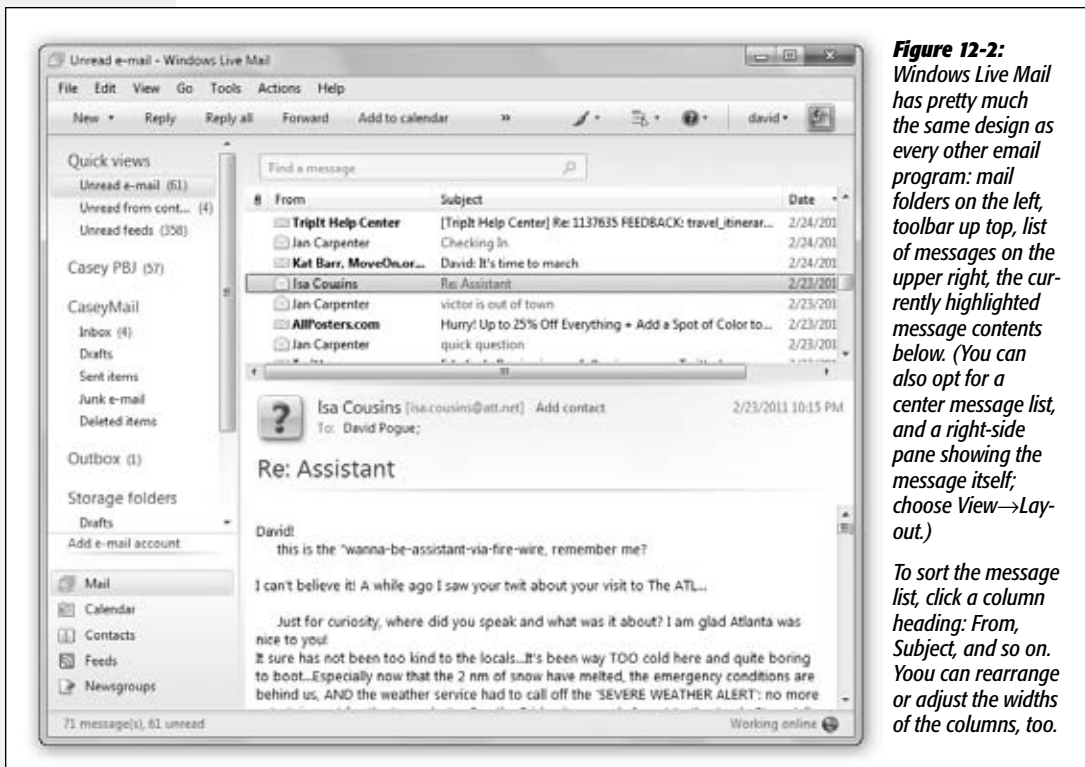 Unread e-mail - Windows Live Mail
File Edit View Go Tools Actions Help
New Reply Reply all Forward Add to calendar » david
Quick views
Unread e-mail (61)
Unread from cont... (4)
Unread feeds (358)
Casey PBJ (57)
CaseyMail
Inbox (4)
Drafts
Sent items
Junk e-mail
Deleted items
Outbox (1)
Storage folders
Drafts
Add e-mail account
Mail
Calendar
Contacts
Feeds
Newsgroups
Find a message
From Subject Date
TripIt Help Center [TripIt Help Center] Re: 1137635 FEEDBACK: travel_itinerar... 2/24/201
Jan Carpenter Checking In 2/24/201
Kat Barr, MoveOn.or... David: It's time to march 2/24/201
Isa Cousins Re: Assistant 2/23/201
Jan Carpenter victor is out of town 2/23/201
AllPosters.com Hurry! Up to 25% Off Everything + Add a Spot of Color to... 2/23/201
Jan Carpenter quick question 2/23/201
Isa Cousins [isa.cousins@att.net] Add contact 2/23/2011 10:15 PM
To: David Pogue;
Re: Assistant
David!
this is the "wanna-be-assistant-via-fire-wire, remember me?
I can't believe it! A while ago I saw your twit about your visit to The ATL...
Just for curiosity, where did you speak and what was it about? I am glad Atlanta was
nice to you!
It sure has not been too kind to the locals...It's been way TOO cold here and quite boring
to boot...Especially now that the 2 nm of snow have melted, the emergency conditions are
behind us, AND the weather service had to call off the 'SEVERE WEATHER ALERT': no more
71 message(s), 61 unread Working online
Figure 12-2:
Windows Live Mail
has pretty much
the same design as
every other email
program: mail
folders on the left,
toolbar up top, list
of messages on the
upper right, the cur-
rently highlighted
message contents
below. (You can
also opt for a
center message list,
and a right-side
pane showing the
message itself;
choose View→Lay-
out.)
To sort the message
list, click a column
heading: From,
Subject, and so on.
Yoou can rearrange
or adjust the widths
of the columns, too.